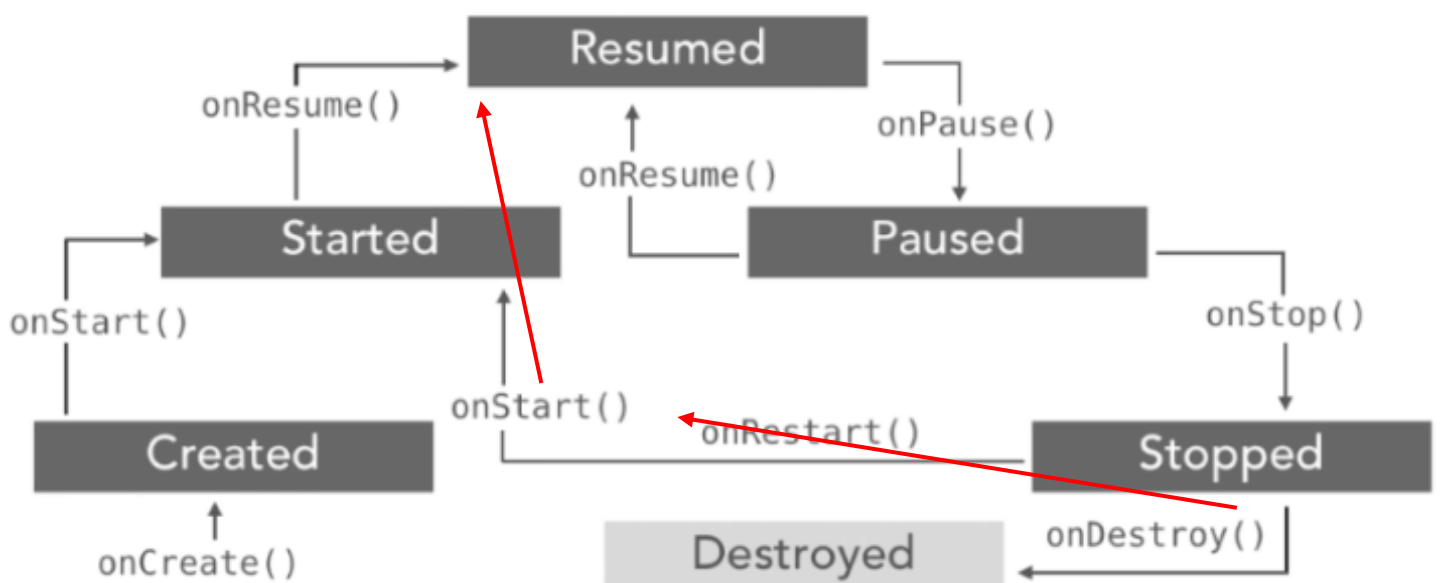 Resumed
onResume()
onPause()
onResume()
Started
Paused
onStart()
onStop()
onStart()
onRestart()
Created
Stopped
onCreate()
Destroyed
onDestroy()